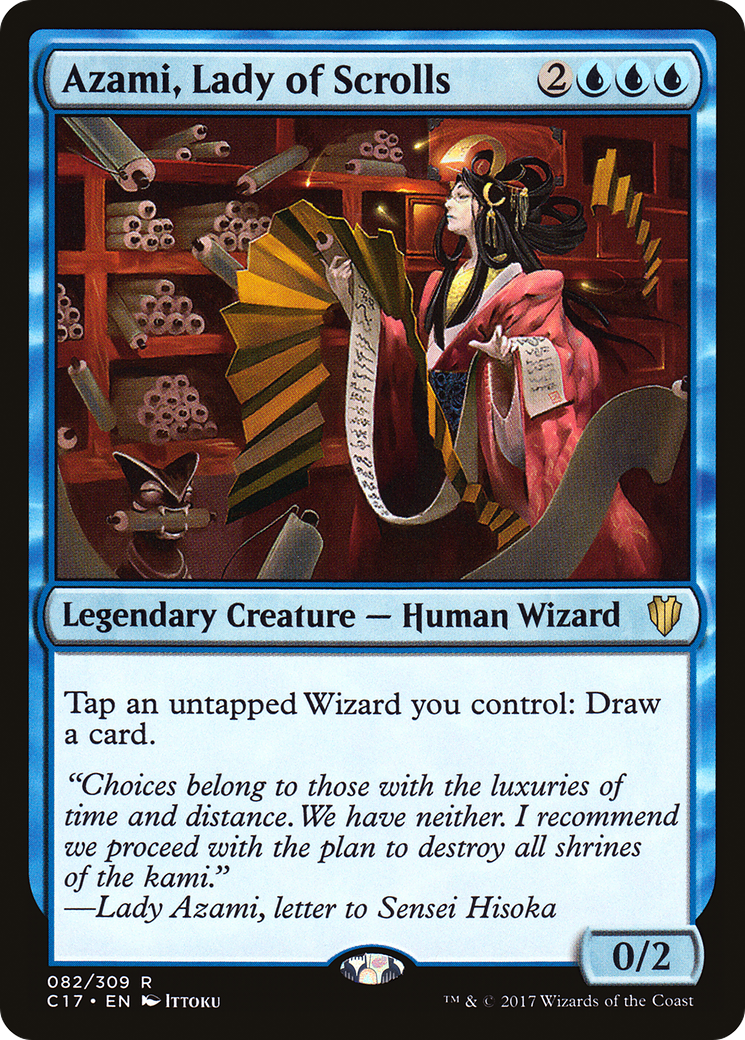 Azami, Lady of Scrolls 2
Legendary Creature — Human Wizard
Tap an untapped Wizard you control: Draw
a card.
“Choices belong to those with the luxuries of
time and distance. We have neither. I recommend
we proceed with the plan to destroy all shrines
of the kami.”
—Lady Azami, letter to Sensei Hisoka
0/2
082/309 R
C17 • EN Ittoku
™ & © 2017 Wizards of the Coast